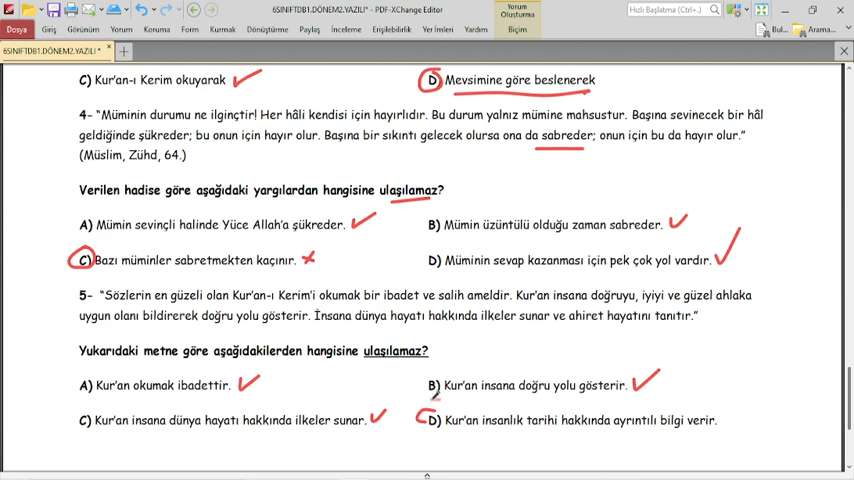 6SINIFTDB1.DÖNEM2.YAZILI* - PDF-XChange Editor
Yorum Oluşturma
Hızlı Başlatma (Ctrl+.)
Dosya
Giriş Görünüm Yorum Koruma Form Kurum Dönüştürme Paylaş İnceleme Erişilebilirlik Yer İmleri Yardım Biçim
Bul...
Arama...
6SINIFTDB1.DÖNEM2.YAZILI *
C) Kur'an-ı Kerim okuyarak
D) Mevsimine göre beslenerek
4- “Müminin durumu ne ilginçtir! Her hâli kendisi için hayırlıdır. Bu durum yalnız mümine mahsustur. Başına sevinecek bir hâl
geldiğinde şükreder; bu onun için hayır olur. Başına bir sıkıntı gelecek olursa ona da sabreder; onun için bu da hayır olur.”
(Müslim, Zühd, 64.)
Verilen hadise göre aşağıdaki yargılardan hangisine ulaşılamaz?
A) Mümin sevinçli halinde Yüce Allah'a şükreder.
B) Mümin üzüntülü olduğu zaman sabreder.
C) Bazı müminler sabretmekten kaçınır.
D) Müminin sevap kazanması için pek çok yol vardır.
5- “Sözlerin en güzeli olan Kur'an-ı Kerim'i okumak bir ibadet ve salih ameldir. Kur'an insana doğruyu, iyiyi ve güzel ahlaka
uygun olanı bildirerek doğru yolu gösterir. İnsana dünya hayatı hakkında ilkeler sunar ve ahiret hayatını tanıtır.”
Yukarıdaki metne göre aşağıdakilerden hangisine ulaşılamaz?
A) Kur'an okumak ibadettir.
B) Kur'an insana doğru yolu gösterir.
C) Kur'an insana dünya hayatı hakkında ilkeler sunar.
D) Kur'an insanlık tarihi hakkında ayrıntılı bilgi verir.